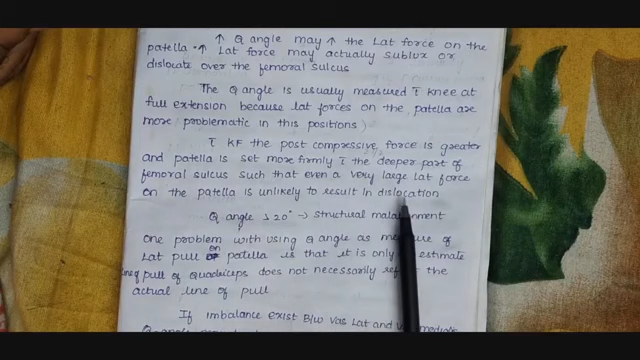 ↑ Q angle may ↑ the Lat force on the
patella. ↑ Lat force may actually sublux or
dislocate over the femoral sulcus
The Q angle is usually measured c̄ knee at
full extension because lat forces on the patella are
more problematic in this positions)
c̄ KF the post compressive force is greater
and patella is set more firmly c̄ the deeper part of
femoral sulcus such that even a very large lat force
on the patella is unlikely to result in dislocation
Q angle 20° → structural malalignment
one problem with using Q angle as measure of
Lat pull on patella is that it is only estimate
line of pull of Quadriceps does not necessarily the
actual line of pull
If imbalance exist B/w Vas Lat and
Q angle